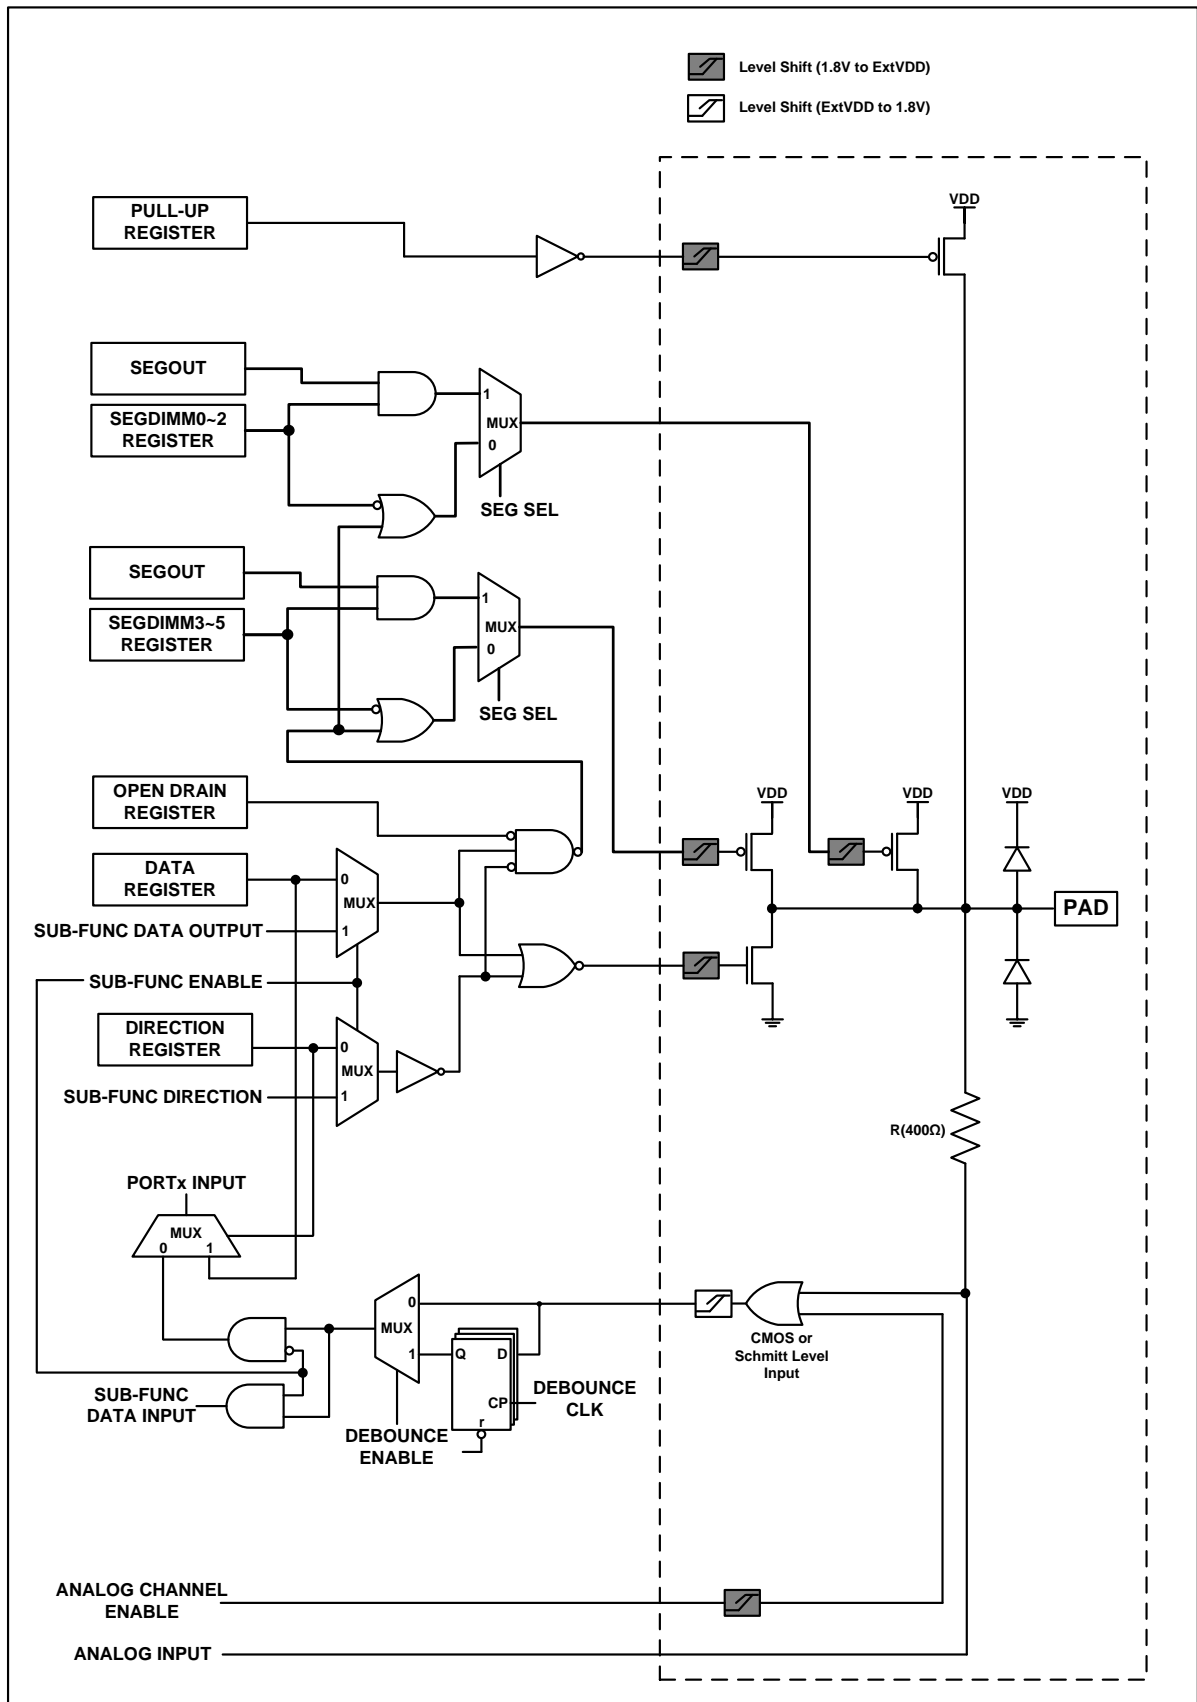 Level Shift (1.8V to ExtVDD)
Level Shift (ExtVDD to 1.8V)
PULL-UP
REGISTER
VDD
SEGOUT
SEGDIMM0~2
REGISTER
1
MUX
0
SEG SEL
SEGOUT
SEGDIMM3~5
REGISTER
1
MUX
0
SEG SEL
OPEN DRAIN
REGISTER
VDD
VDD
VDD
DATA
REGISTER
0
MUX
1
SUB-FUNC DATA OUTPUT
PAD
SUB-FUNC ENABLE
DIRECTION
REGISTER
0
MUX
1
SUB-FUNC DIRECTION
R(400Ω)
PORTx INPUT
MUX
0 1
0
MUX
1
Q D
CP
r
CMOS or
Schmitt Level
Input
SUB-FUNC
DATA INPUT
DEBOUNCE
CLK
DEBOUNCE
ENABLE
ANALOG CHANNEL
ENABLE
ANALOG INPUT